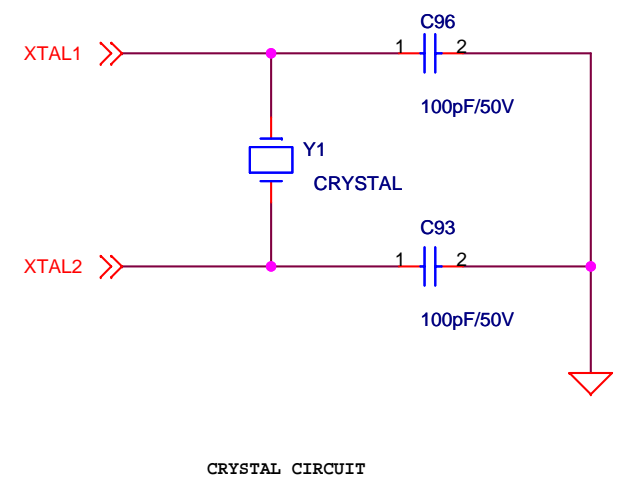 C96
XTAL1
1
2
100pF/50V
Y1
CRYSTAL
C93
XTAL2
1
2
100pF/50V
CRYSTAL CIRCUIT